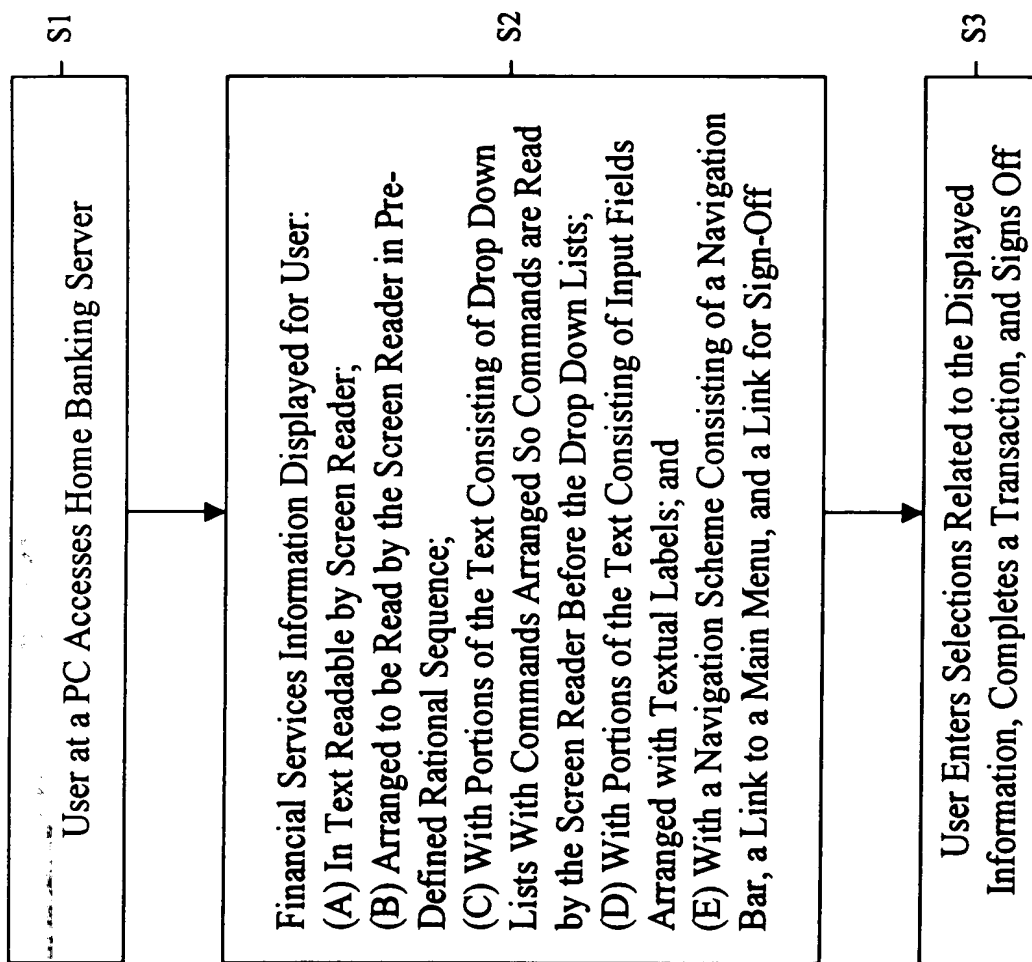 User at a PC Accesses Home Banking Server
S1
Financial Services Information Displayed for User:
(A) In Text Readable by Screen Reader;
(B) Arranged to be Read by the Screen Reader in Pre-
Defined Rational Sequence;
(C) With Portions of the Text Consisting of Drop Down
Lists With Commands Arranged So Commands are Read
by the Screen Reader Before the Drop Down Lists;
(D) With Portions of the Text Consisting of Input Fields
Arranged with Textual Labels; and
(E) With a Navigation Scheme Consisting of a Navigation
Bar, a Link to a Main Menu, and a Link for Sign-Off
S2
User Enters Selections Related to the Displayed
Information, Completes a Transaction, and Signs Off
S3